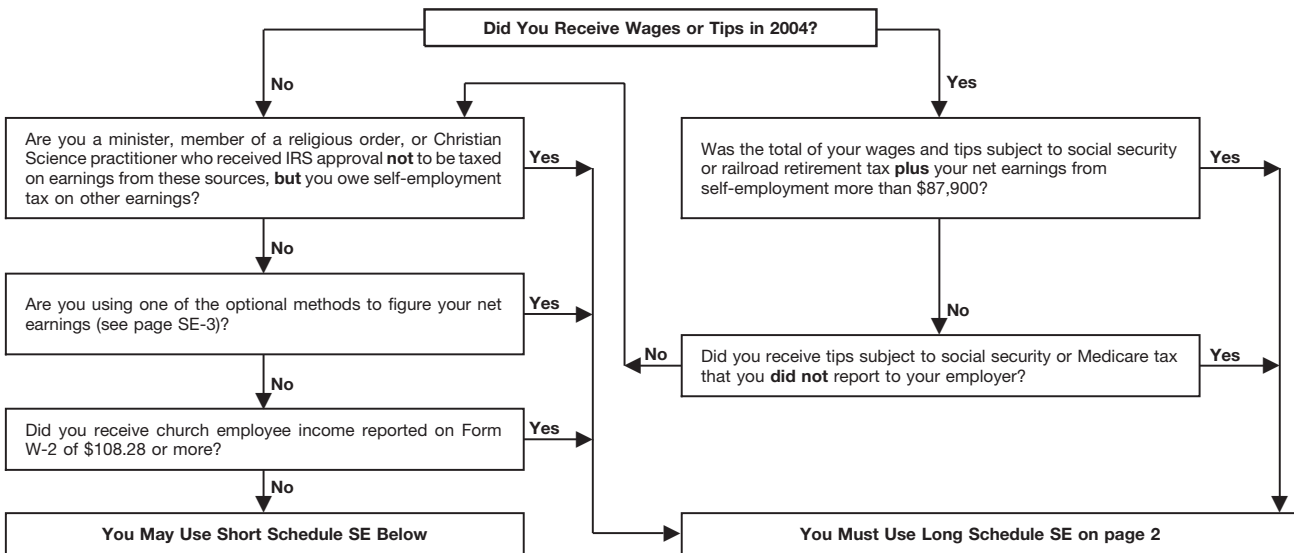 Did You Receive Wages or Tips in 2004?
No
Yes
Are you a minister, member of a religious order, or Christian
Science practitioner who received IRS approval not to be taxed
on earnings from these sources, but you owe self-employment
tax on other earnings?
Yes
Was the total of your wages and tips subject to social security
or railroad retirement tax plus your net earnings from
self-employment more than $87,900?
Yes
No
Are you using one of the optional methods to figure your net
earnings (see page SE-3)?
Yes
No
No
Did you receive tips subject to social security or Medicare tax
that you did not report to your employer?
Yes
No
Did you receive church employee income reported on Form
W-2 of $108.28 or more?
Yes
No
You May Use Short Schedule SE Below
You Must Use Long Schedule SE on page 2